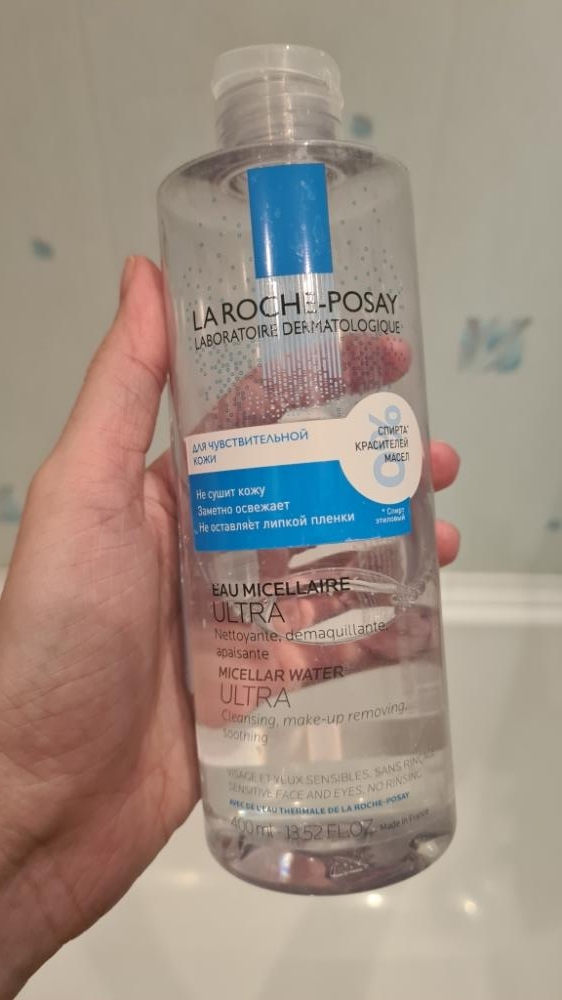 LA ROCHE-POSAY
LABORATOIRE DERMATOLOGIQUE
ДЛЯ ЧУВСТВИТЕЛЬНОЙ
КОЖИ
0%
СПИРТА*
КРАСИТЕЛЕЙ
МАСЕЛ
Не сушит кожу
Заметно освежает
Не оставляет липкой пленки
* Спирт
этиловый
EAU MICELLAIRE
ULTRA
Nettoyante, démaquillante,
apaisante
MICELLAR WATER
ULTRA
Cleansing, make-up removing,
soothing
VISAGE ET YEUX SENSIBLES, SANS RINÇAGE
SENSITIVE FACE AND EYES, NO RINSING
AVEC DE L'EAU THERMALE DE LA ROCHE-POSAY
400 ml - 13.52 FL.OZ. Made in France